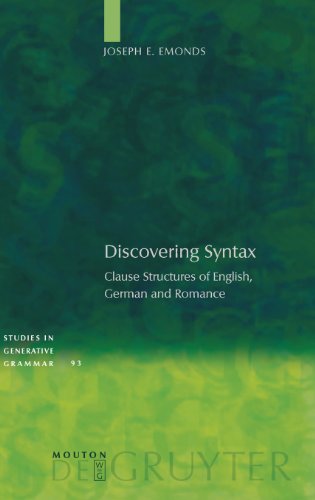 JOSEPH E. EMONDS
Discovering Syntax
Clause Structures of English,
German and Romance
STUDIES IN
GENERATIVE
GRAMMAR 93
MOUTON
DE GRUYTER